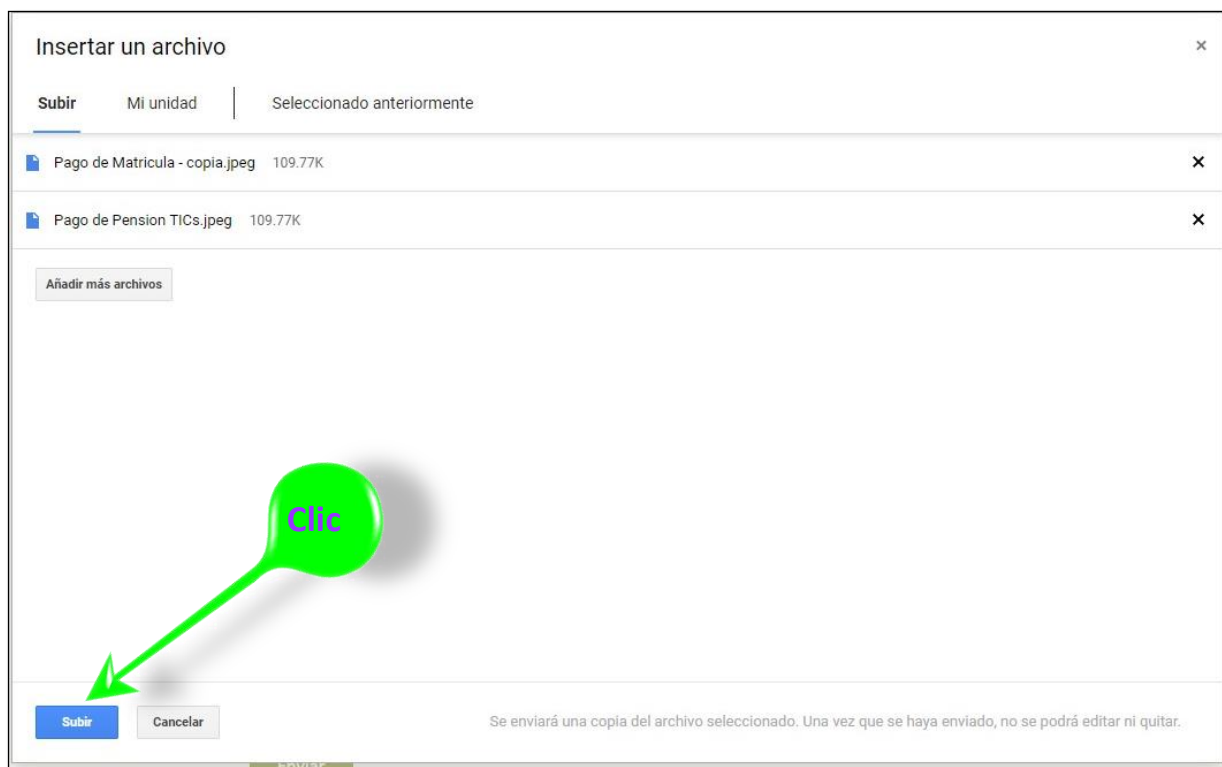 Insertar un archivo ×
Subir Mi unidad Seleccionado anteriormente
Pago de Matricula - copia.jpeg 109.77K ×
Pago de Pension TICs.jpeg 109.77K ×
Añadir más archivos
Clic
Subir Cancelar Se enviará una copia del archivo seleccionado. Una vez que se haya enviado, no se podrá editar ni quitar.
Enviar